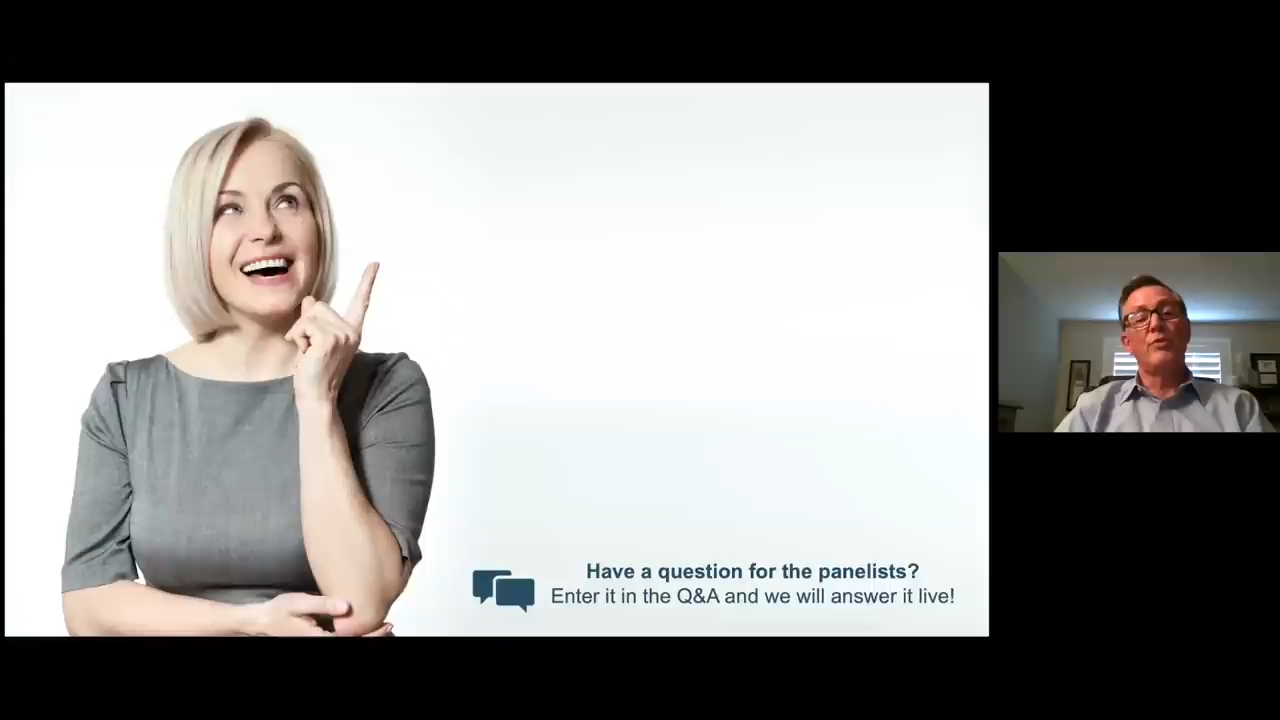 Have a question for the panelists?
Enter it in the Q&A and we will answer it live!